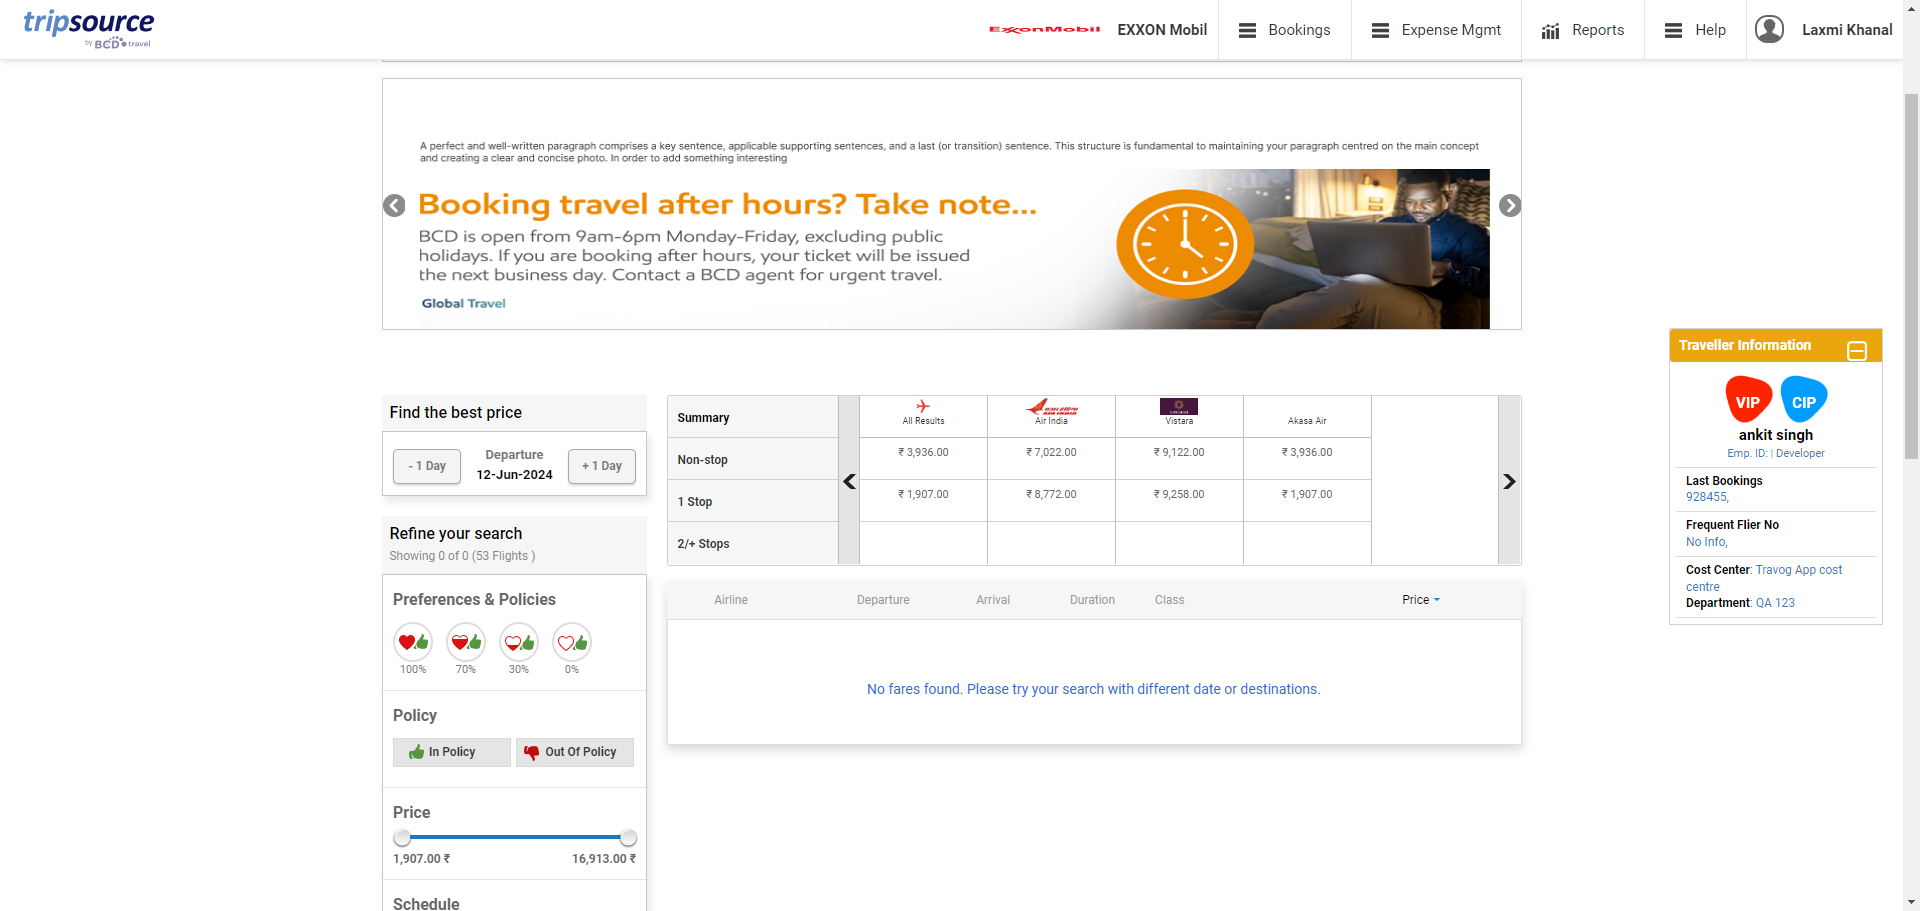 tripsource
by BCD travel
ExxonMobil
EXXON Mobil
Bookings
Expense Mgmt
Reports
Help
Laxmi Khanal
A perfect and well-written paragraph comprises a key sentence, applicable supporting sentences, and a last (or transition) sentence. This structure is fundamental to maintaining your paragraph centred on the main concept
and creating a clear and concise photo. In order to add something interesting
Booking travel after hours? Take note...
BCD is open from 9am-6pm Monday-Friday, excluding public
holidays. If you are booking after hours, your ticket will be issued
the next business day. Contact a BCD agent for urgent travel.
Global Travel
Find the best price
- 1 Day
Departure
12-Jun-2024
+ 1 Day
Refine your search
Showing 0 of 0 (53 Flights )
Preferences & Policies
100%
70%
30%
0%
Policy
In Policy
Out Of Policy
Price
1,907.00 ₹
16,913.00 ₹
Schedule
Summary
All Results
Air India
Vistara
Akasa Air
Non-stop
₹ 3,936.00
₹ 7,022.00
₹ 9,122.00
₹ 3,936.00
1 Stop
₹ 1,907.00
₹ 8,772.00
₹ 9,258.00
₹ 1,907.00
2/+ Stops
Airline
Departure
Arrival
Duration
Class
Price
No fares found. Please try your search with different date or destinations.
Traveller Information
VIP
CIP
ankit singh
Emp. ID: | Developer
Last Bookings
928455,
Frequent Flier No
No Info,
Cost Center: Travog App cost
centre
Department: QA 123